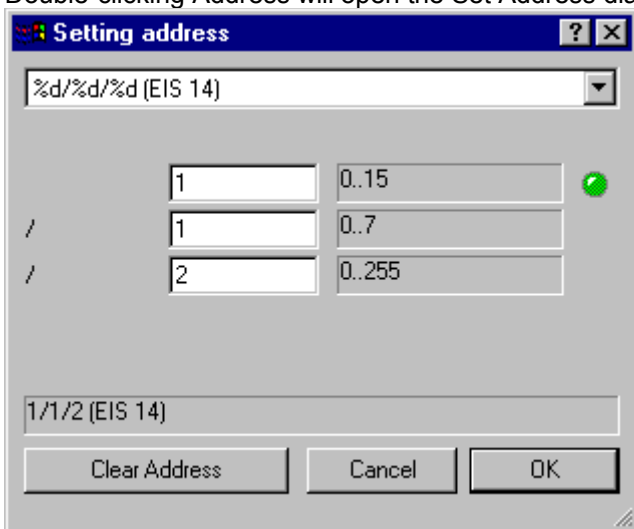 Double-clicking Address will open the Set Address dia
Setting address
%d/%d/%d (EIS 14)
1 0..15
/ 1 0..7
/ 2 0..255
1/1/2 (EIS 14)
Clear Address Cancel OK